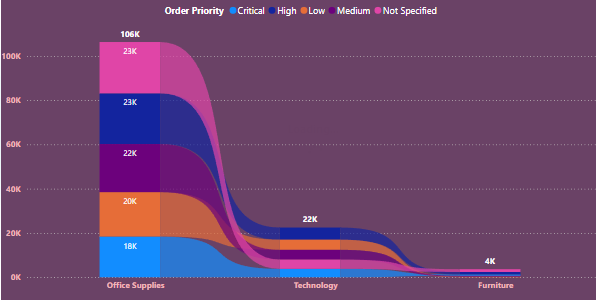 Order Priority Critical High Low Medium Not Specified
106K
23K
100K
80K
23K
60K
22K
40K
20K
22K
20K
18K
4K
0K
Office Supplies Technology Furniture